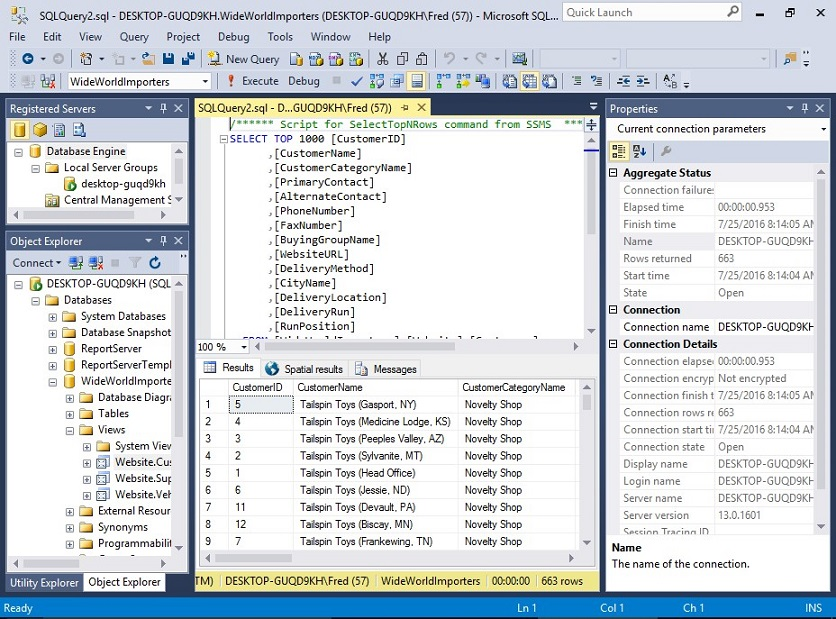 SQLQuery2.sql - DESKTOP-GUQD9KH.WideWorldImporters (DESKTOP-GUQD9KH\Fred (57)) - Microsoft SQL...
Quick Launch
File Edit View Query Project Debug Tools Window Help
New Query
WideWorldImporters
Execute Debug
Registered Servers
Database Engine
Local Server Groups
desktop-guqd9kh
Central Management S
Object Explorer
Connect
DESKTOP-GUQD9KH (SQL
Databases
System Databases
Database Snapshot
ReportServer
ReportServerTempl
WideWorldImporte
Database Diagra
Tables
Views
System View
Website.Cus
Website.Sup
Website.Veh
External Resour
Synonyms
Programmabilit
Utility Explorer Object Explorer
SQLQuery2.sql - D...GUQD9KH\Fred (57))
/****** Script for SelectTopNRows command from SSMS ***
SELECT TOP 1000 [CustomerID]
,[CustomerName]
,[CustomerCategoryName]
,[PrimaryContact]
,[AlternateContact]
,[PhoneNumber]
,[FaxNumber]
,[BuyingGroupName]
,[WebsiteURL]
,[DeliveryMethod]
,[CityName]
,[DeliveryLocation]
,[DeliveryRun]
,[RunPosition]
100 %
Results Spatial results Messages
CustomerID CustomerName CustomerCategoryName
1 5 Tailspin Toys (Gasport, NY) Novelty Shop
2 4 Tailspin Toys (Medicine Lodge, KS) Novelty Shop
3 3 Tailspin Toys (Peeples Valley, AZ) Novelty Shop
4 2 Tailspin Toys (Sylvanite, MT) Novelty Shop
5 1 Tailspin Toys (Head Office) Novelty Shop
6 6 Tailspin Toys (Jessie, ND) Novelty Shop
7 11 Tailspin Toys (Devault, PA) Novelty Shop
8 12 Tailspin Toys (Biscay, MN) Novelty Shop
9 7 Tailspin Toys (Frankewing, TN) Novelty Shop
TM) DESKTOP-GUQD9KH\Fred (57) WideWorldImporters 00:00:00 663 rows
Properties
Current connection parameters
Aggregate Status
Connection failures
Elapsed time 00:00:00.953
Finish time 7/25/2016 8:14:05 AM
Name DESKTOP-GUQD9KH
Rows returned 663
Start time 7/25/2016 8:14:04 AM
State Open
Connection
Connection name DESKTOP-GUQD9KH
Connection Details
Connection elapse 00:00:00.953
Connection encryp Not encrypted
Connection finish t 7/25/2016 8:14:05 AM
Connection rows re 663
Connection start tir 7/25/2016 8:14:04 AM
Connection state Open
Display name DESKTOP-GUQD9KH
Login name DESKTOP-GUQD9KH
Server name DESKTOP-GUQD9KH
Server version 13.0.1601
Session Tracing ID
Name
The name of the connection.
Ready Ln 1 Col 1 Ch 1 INS